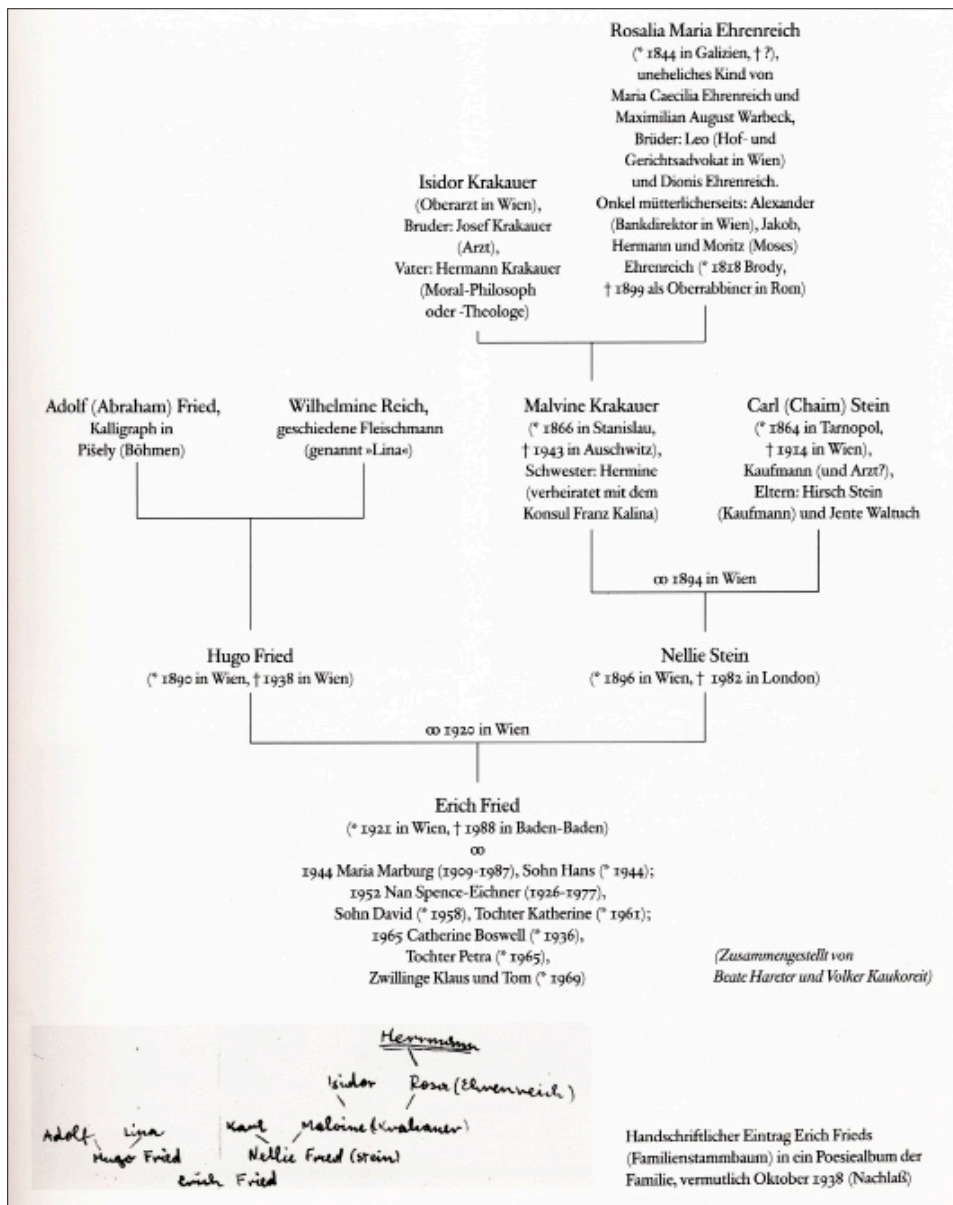 Rosalia Maria Ehrenreich
(* 1844 in Galizien, † ?),
uneheliches Kind von
Maria Caecilia Ehrenreich und
Maximilian August Warbeck,
Brüder: Leo (Hof- und
Gerichtsadvokat in Wien)
und Dionis Ehrenreich.
Onkel mütterlicherseits: Alexander
(Bankdirektor in Wien), Jakob,
Hermann und Moritz (Moses)
Ehrenreich (* 1818 Brody,
† 1899 als Oberrabbiner in Rom)
Isidor Krakauer
(Oberarzt in Wien),
Bruder: Josef Krakauer
(Arzt),
Vater: Hermann Krakauer
(Moral-Philosoph
oder -Theologe)
Adolf (Abraham) Fried,
Kalligraph in
Pišely (Böhmen)
Wilhelmine Reich,
geschiedene Fleischmann
(genannt »Lina«)
Malvine Krakauer
(* 1866 in Stanislau,
† 1943 in Auschwitz),
Schwester: Hermine
(verheiratet mit dem
Konsul Franz Kalina)
Carl (Chaim) Stein
(* 1864 in Tarnopol,
† 1914 in Wien),
Kaufmann (und Arzt?),
Eltern: Hirsch Stein
(Kaufmann) und Jente Waltuch
∞ 1894 in Wien
Hugo Fried
(* 1890 in Wien, † 1938 in Wien)
Nellie Stein
(* 1896 in Wien, † 1982 in London)
∞ 1920 in Wien
Erich Fried
(* 1921 in Wien, † 1988 in Baden-Baden)
∞
1944 Maria Marburg (1909-1987), Sohn Hans (* 1944);
1952 Nan Spence-Eichner (1926-1977),
Sohn David (* 1958), Tochter Katherine (* 1961);
1965 Catherine Boswell (* 1936),
Tochter Petra (* 1965),
Zwillinge Klaus und Tom (* 1969)
(Zusammengestellt von
Beate Hareter und Volker Kaukoreit)
Herrmann
Isidor Rosa (Ehrenreich)
Adolf Lina Karl Malvine (Krakauer)
Hugo Fried Nellie Fried (Stein)
Erich Fried
Handschriftlicher Eintrag Erich Frieds
(Familienstammbaum) in ein Poesiealbum der
Familie, vermutlich Oktober 1938 (Nachlaß)